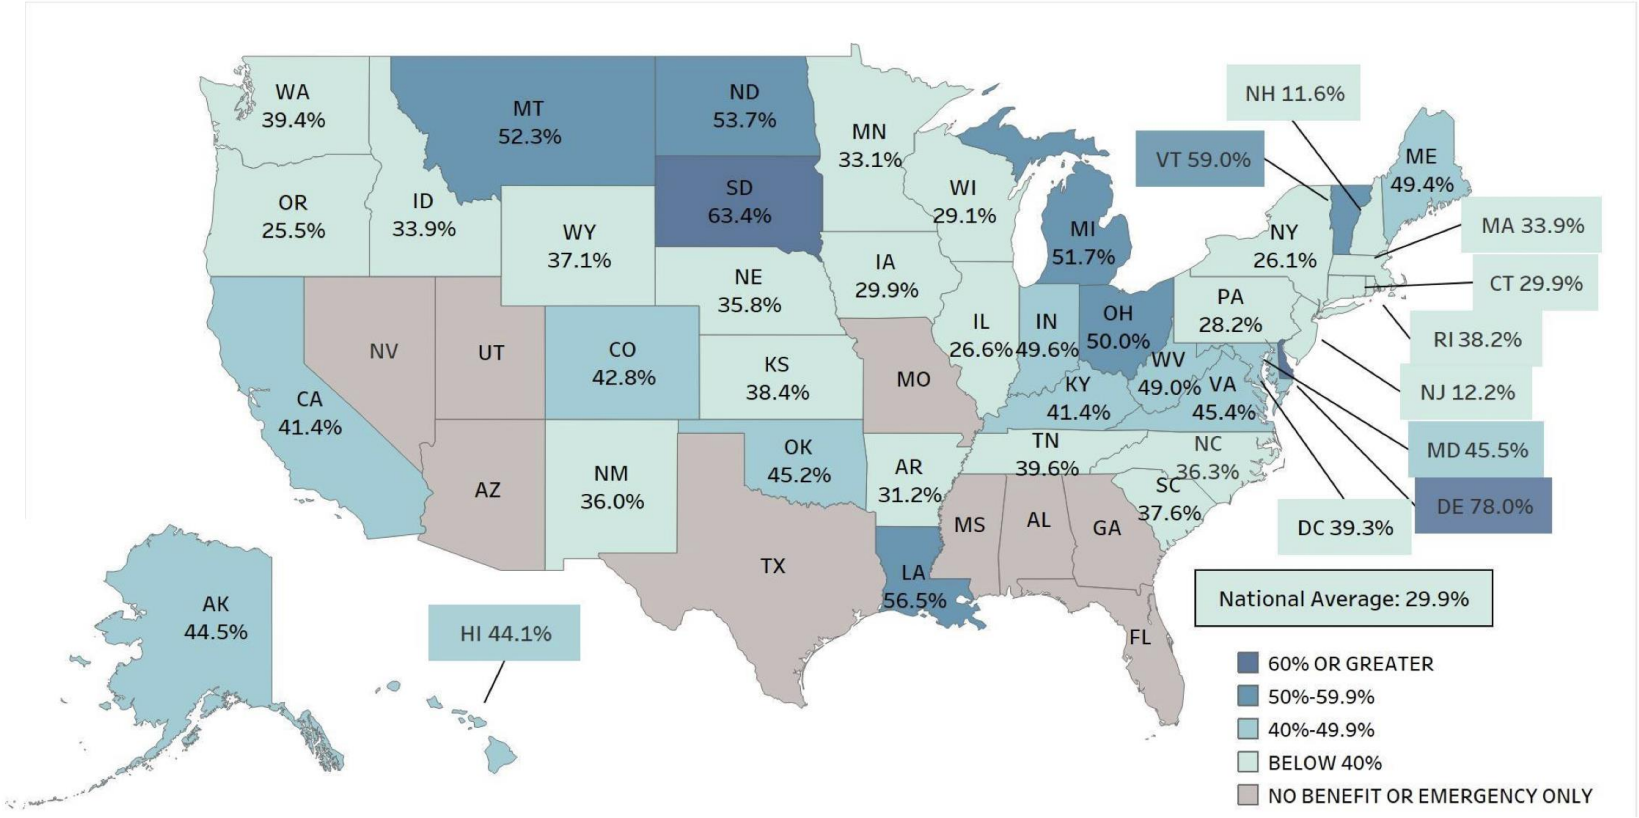 WA
39.4%
MT
52.3%
ND
53.7%
MN
33.1%
NH 11.6%
VT 59.0%
ME
49.4%
OR
25.5%
ID
33.9%
SD
63.4%
WI
29.1%
MI
51.7%
MA 33.9%
WY
37.1%
NY
26.1%
NE
35.8%
IA
29.9%
CT 29.9%
PA
28.2%
NV
UT
CO
42.8%
KS
38.4%
MO
IL
26.6%
IN
49.6%
OH
50.0%
RI 38.2%
WV
49.0%
VA
45.4%
KY
41.4%
NJ 12.2%
CA
41.4%
MD 45.5%
AZ
NM
36.0%
OK
45.2%
AR
31.2%
TN
39.6%
NC
36.3%
SC
37.6%
DE 78.0%
DC 39.3%
MS
AL
GA
TX
LA
56.5%
FL
AK
44.5%
HI 44.1%
National Average: 29.9%
60% OR GREATER
50%-59.9%
40%-49.9%
BELOW 40%
NO BENEFIT OR EMERGENCY ONLY